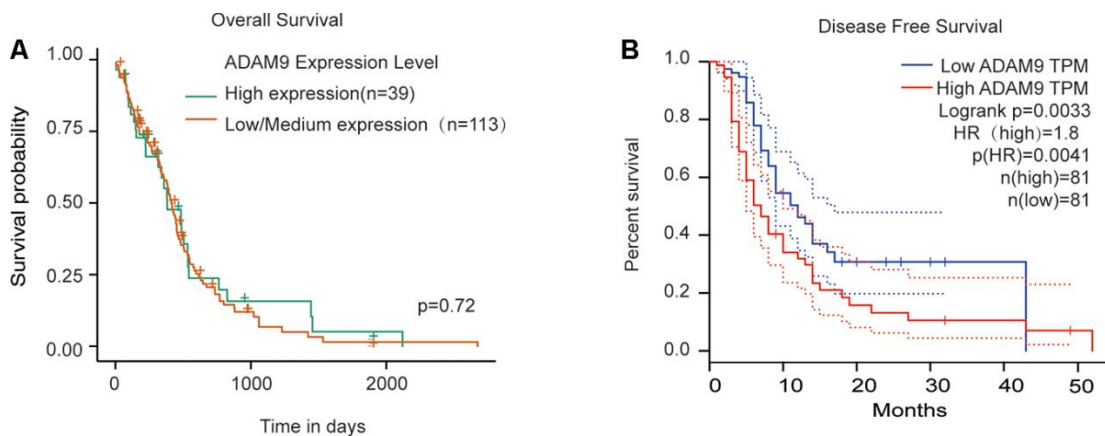 A
Overall Survival
ADAM9 Expression Level
High expression(n=39)
Low/Medium expression（n=113）
p=0.72
Survival probability
1.00
0.75
0.50
0.25
0.00
0
1000
2000
Time in days
B
Disease Free Survival
Low ADAM9 TPM
High ADAM9 TPM
Logrank p=0.0033
HR（high)=1.8
p(HR)=0.0041
n(high)=81
n(low)=81
Percent survival
1.0
0.8
0.6
0.4
0.2
0.0
0
10
20
30
40
50
Months